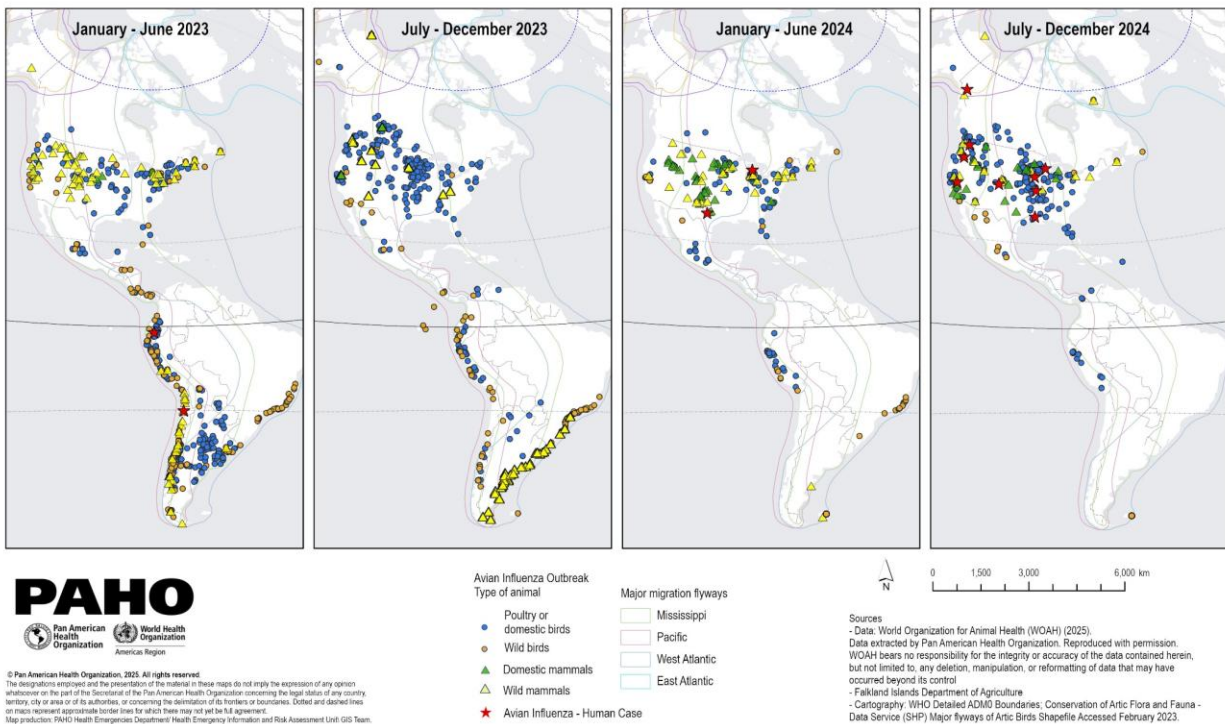 January - June 2023
July - December 2023
January - June 2024
July - December 2024
PAHO
Pan American
Health
Organization
World Health
Organization
Americas Region
© Pan American Health Organization, 2025. All rights reserved.
The designations employed and the presentation of the material in these maps do not imply the expression of any opinion
whatsoever on the part of the Secretariat of the Pan American Health Organization concerning the legal status of any country,
territory, city or area of its authorities, or concerning the delimitation of its frontiers or boundaries. Dotted and dashed lines
on maps represent approximate border lines for which there may not yet be full agreement.
Map production: PAHO Health Emergencies Department/ Health Emergency Information and Risk Assessment Unit/ GIS Team.
Avian Influenza Outbreak
Type of animal
Poultry or
domestic birds
Wild birds
Domestic mammals
Wild mammals
Avian Influenza - Human Case
Major migration flyways
Mississippi
Pacific
West Atlantic
East Atlantic
N
0 1,500 3,000 6,000 km
Sources
- Data: World Organization for Animal Health (WOAH) (2025).
Data extracted by Pan American Health Organization. Reproduced with permission.
WOAH bears no responsibility for the integrity or accuracy of the data contained herein,
but not limited to, any deletion, manipulation, or reformatting of data that may have
occurred beyond its control
- Falkland Islands Department of Agriculture
- Cartography: WHO Detailed ADM0 Boundaries; Conservation of Artic Flora and Fauna -
Data Service (SHP) Major flyways of Artic Birds Shapefile Accessed February 2023.